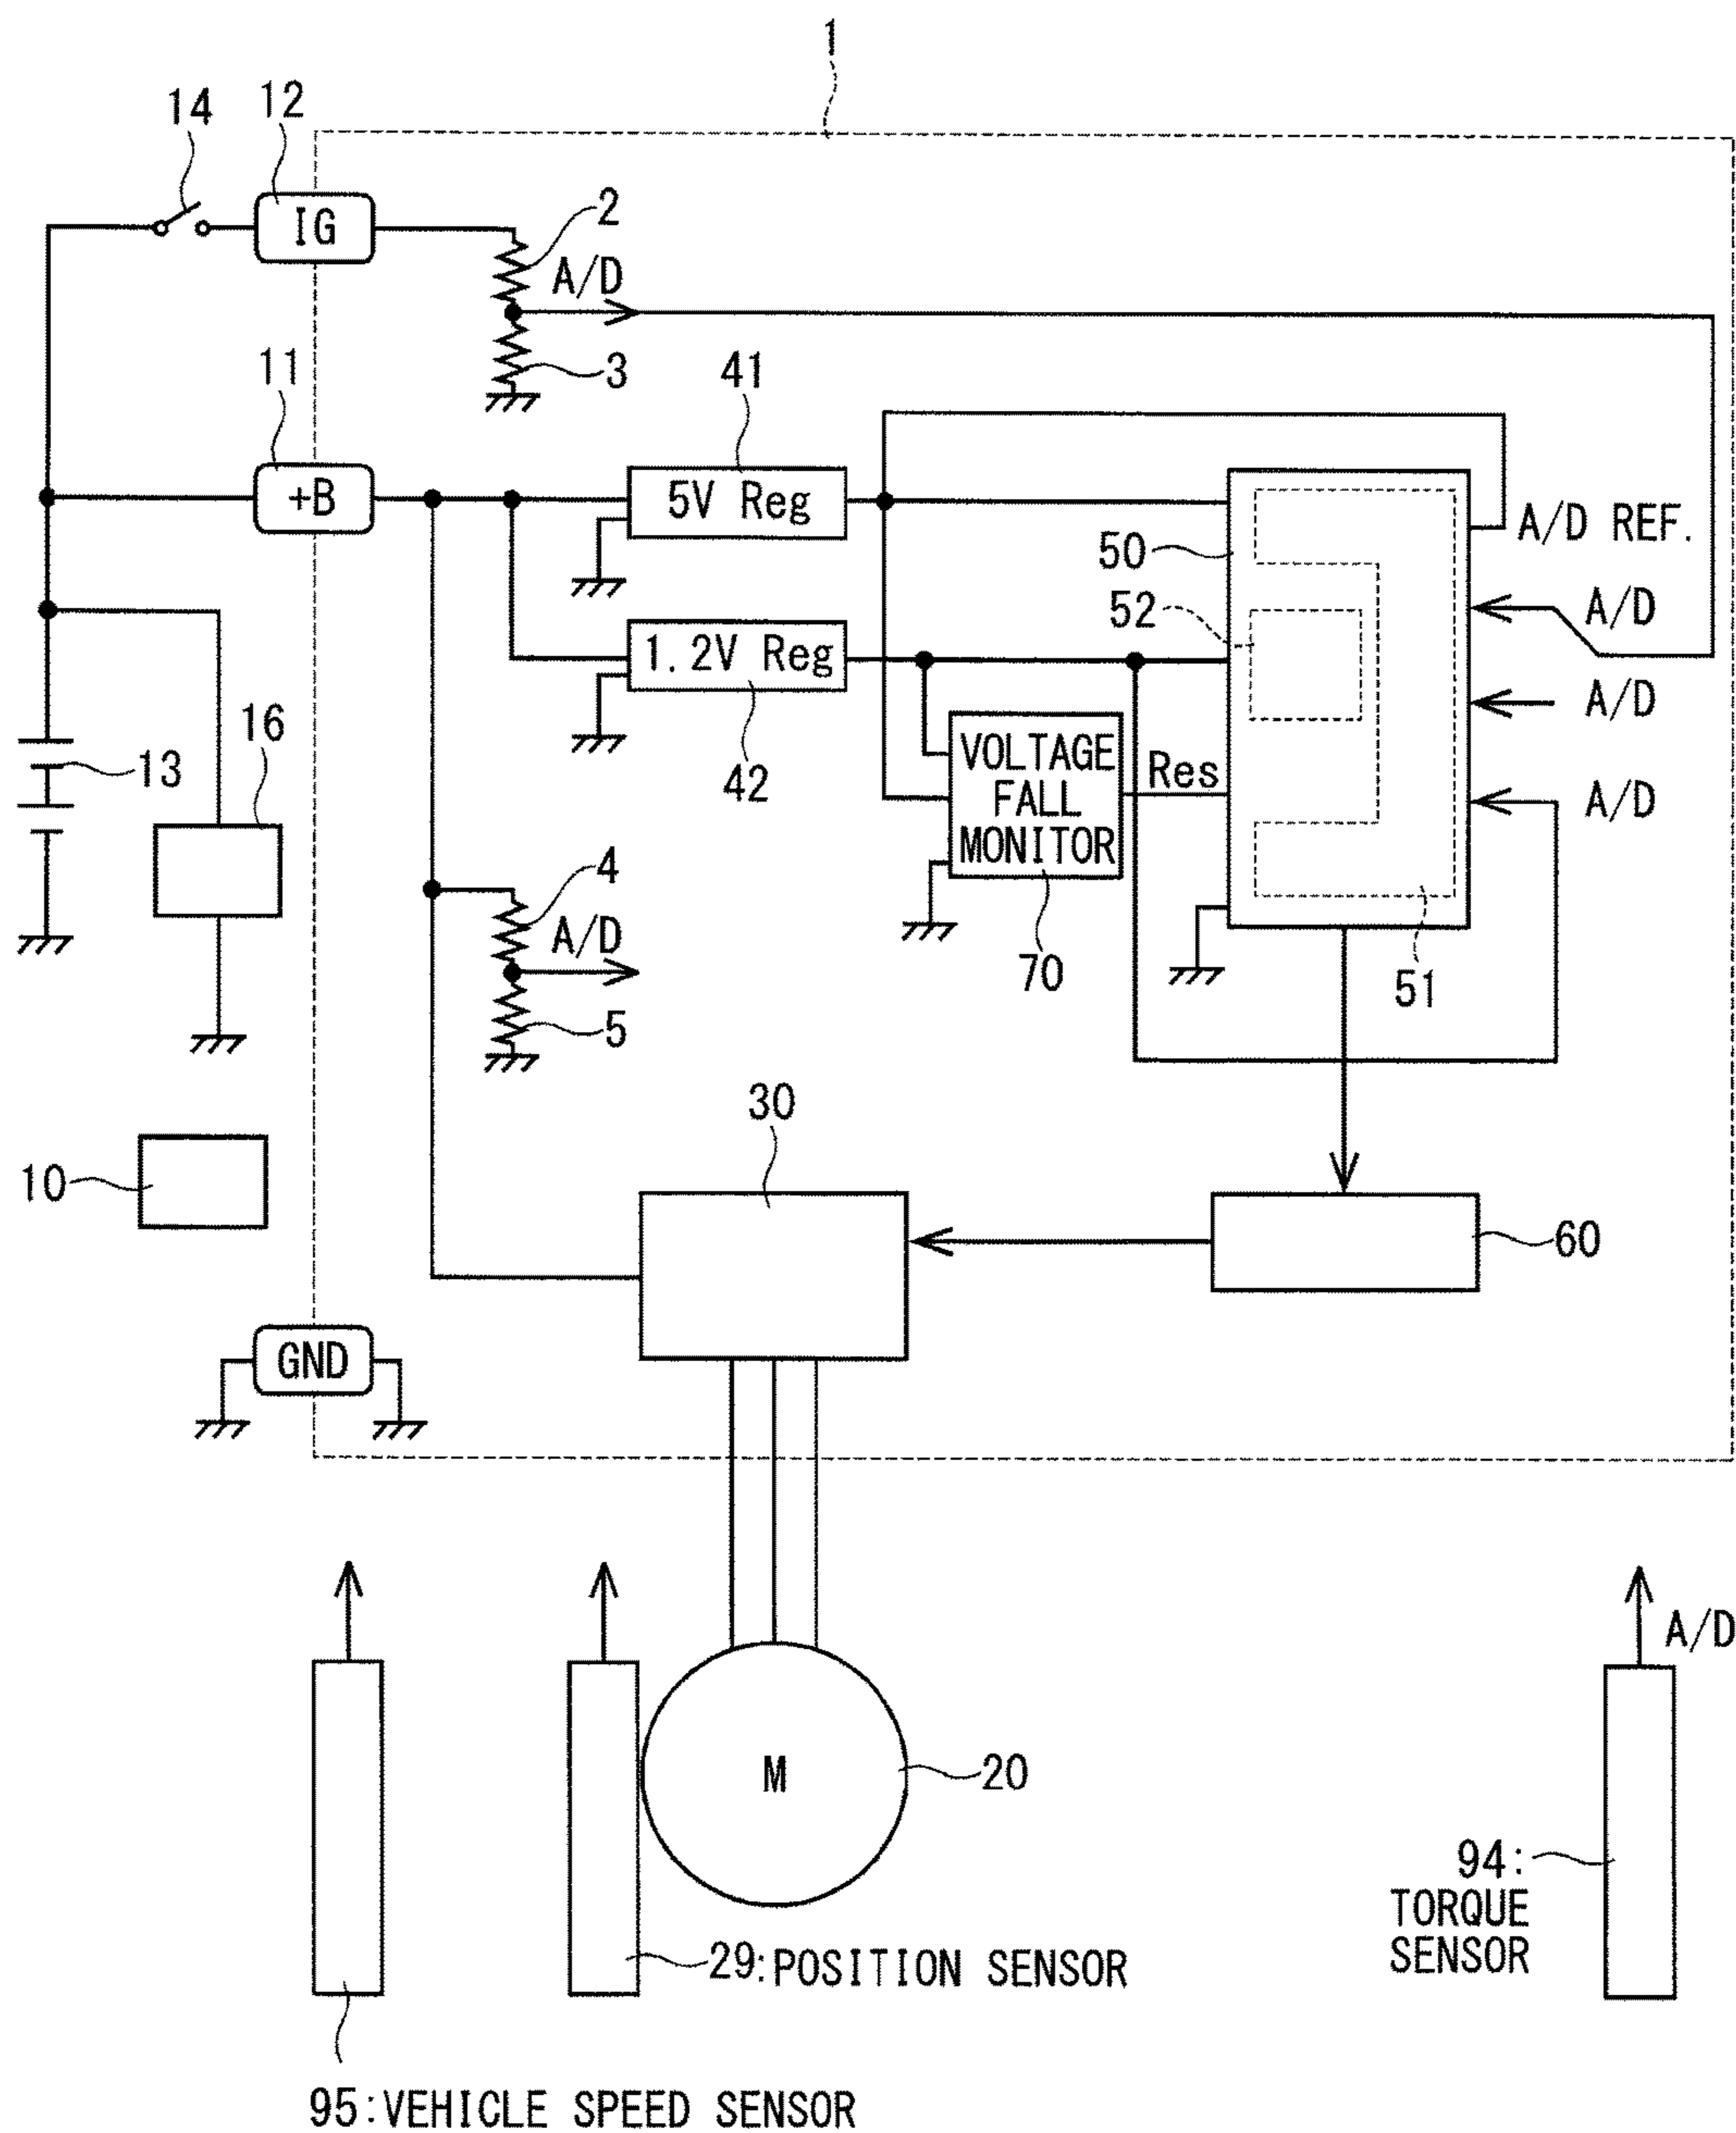 1
14
12
IG
2
A/D
3
11
+B
41
5V Reg
A/D REF.
50
52
A/D
1.2V Reg
42
A/D
16
13
VOLTAGE
FALL
MONITOR
Res
A/D
70
51
4
A/D
5
30
10
60
GND
A/D
M
20
94:
TORQUE
SENSOR
29:POSITION SENSOR
95:VEHICLE SPEED SENSOR